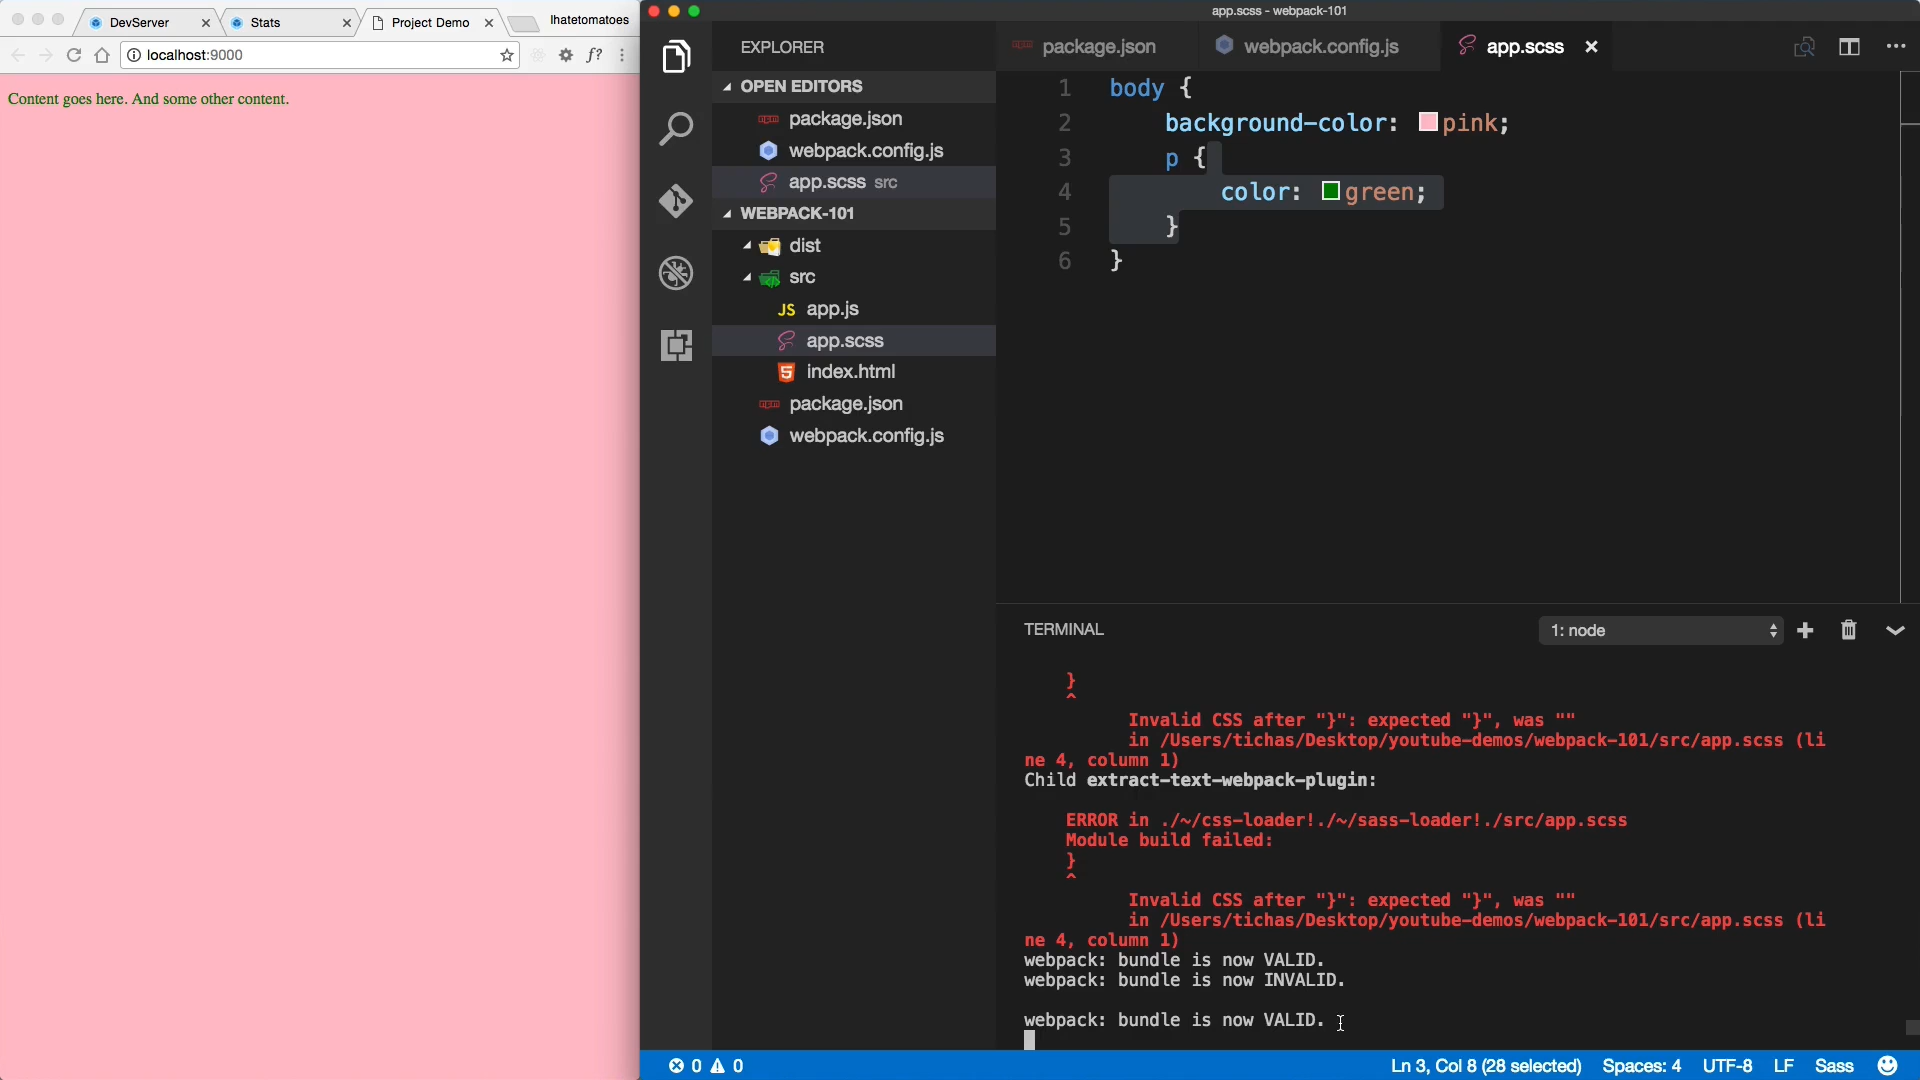 DevServer
Stats
Project Demo
Ihatetomatoes
localhost:9000
f?
Content goes here. And some other content.
app.scss - webpack-101
EXPLORER
OPEN EDITORS
package.json
webpack.config.js
app.scss src
WEBPACK-101
dist
src
JS app.js
app.scss
index.html
package.json
webpack.config.js
package.json
webpack.config.js
app.scss
1 body {
2 background-color: pink;
3 p {
4 color: green;
5 }
6 }
TERMINAL
1: node
}
^
Invalid CSS after "}": expected "}", was ""
in /Users/tichas/Desktop/youtube-demos/webpack-101/src/app.scss (li
ne 4, column 1)
Child extract-text-webpack-plugin:
ERROR in ./~/css-loader!./~/sass-loader!./src/app.scss
Module build failed:
}
^
Invalid CSS after "}": expected "}", was ""
in /Users/tichas/Desktop/youtube-demos/webpack-101/src/app.scss (li
ne 4, column 1)
webpack: bundle is now VALID.
webpack: bundle is now INVALID.
webpack: bundle is now VALID.
0 0
Ln 3, Col 8 (28 selected) Spaces: 4 UTF-8 LF Sass